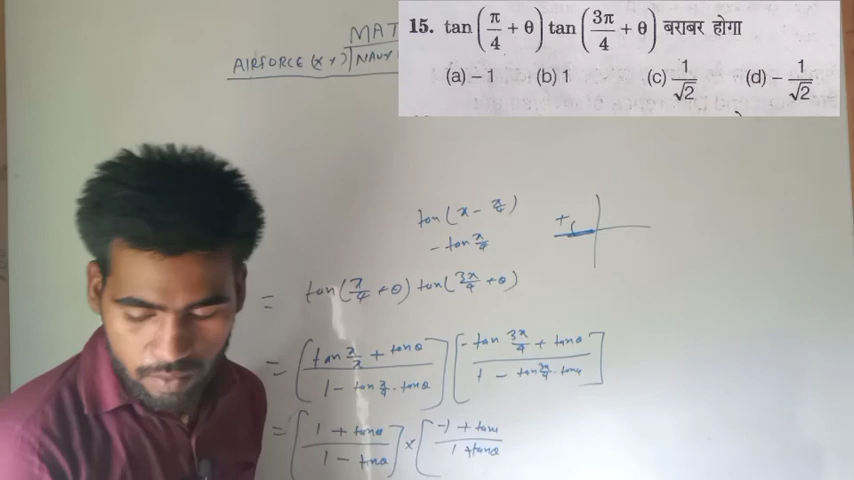 MAT
AIRFORCE (X Y) | NAVY
15. tan(π/4 + θ) tan(3π/4 + θ) बराबर होगा
(a) – 1 (b) 1 (c) 1/√2 (d) – 1/√2
tan(π - π/4)
- tan π/4
+
= tan(π/4 + θ) tan(3π/4 + θ)
= [tan π/4 + tanθ / 1 - tan π/4 . tanθ] [-tan 3π/4 + tanθ / 1 - tan 3π/4 . tanθ]
= [1 + tanθ / 1 - tanθ] × [-1 + tanθ / 1 + tanθ